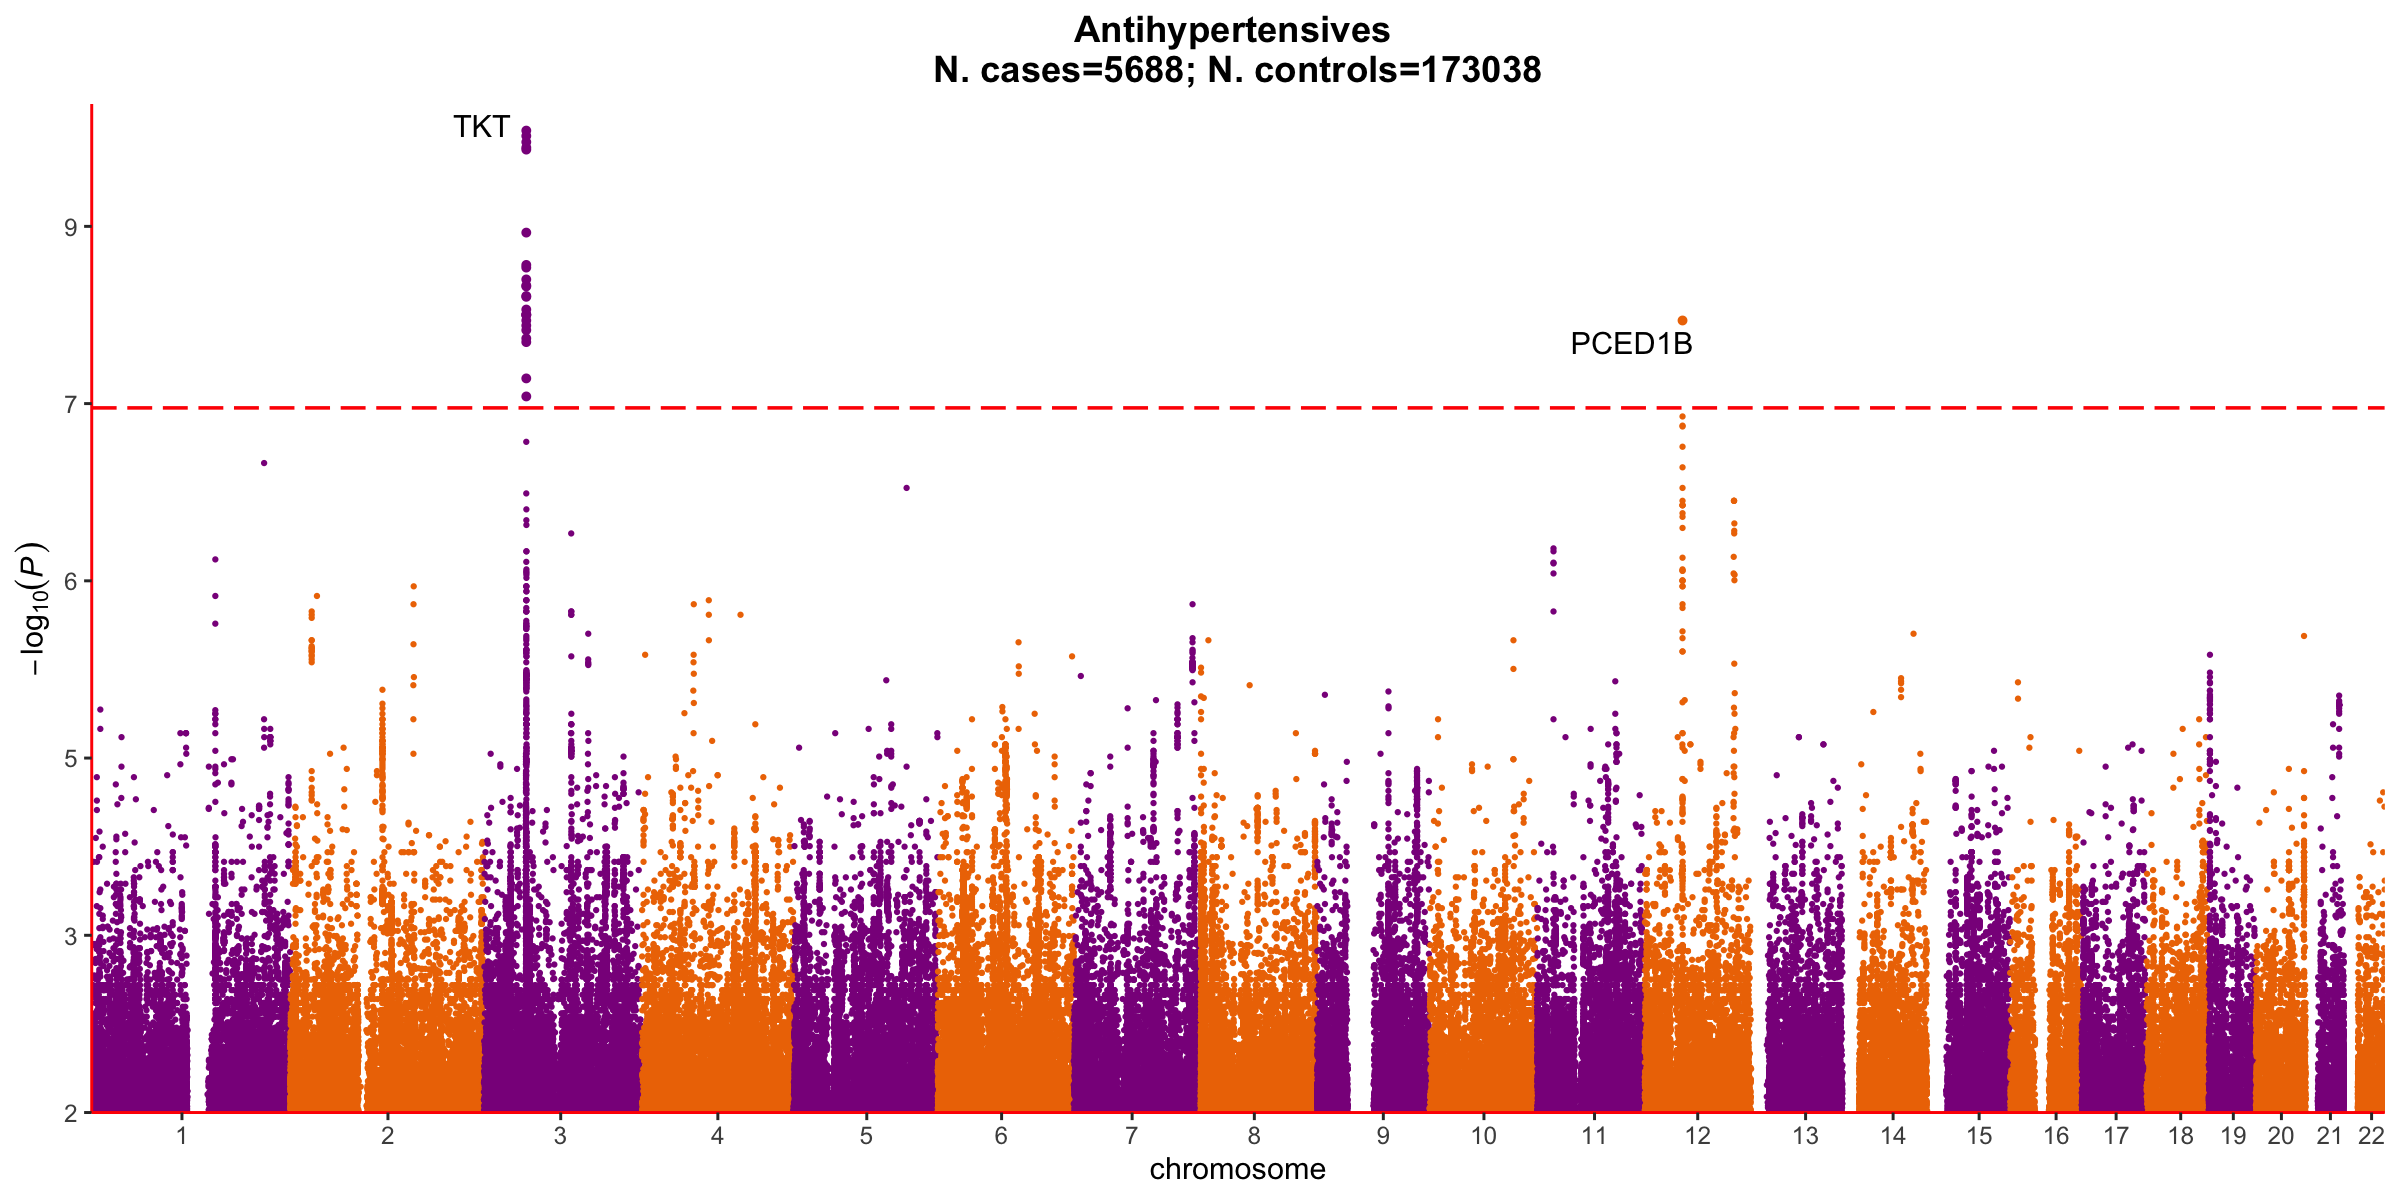 Antihypertensives
N. cases=5688; N. controls=173038
TKT
PCED1B
9
7
6
5
3
2
−log10(P)
1 2 3 4 5 6 7 8 9 10 11 12 13 14 15 16 17 18 19 20 21 22
chromosome